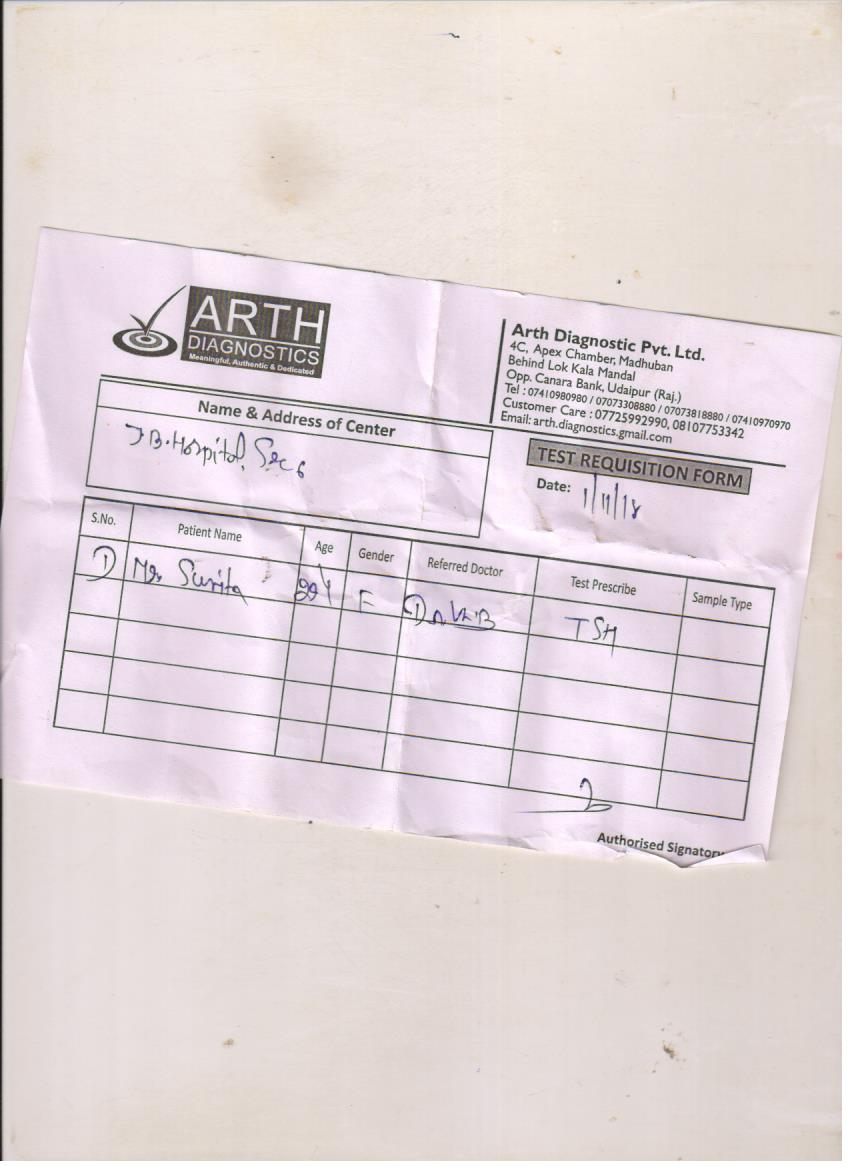 ARTH
DIAGNOSTICS
Meaningful, Authentic & Dedicated
Arth Diagnostic Pvt. Ltd.
4C, Apex Chamber, Madhuban
Behind Lok Kala Mandal
Opp. Canara Bank, Udaipur (Raj.)
Tel : 07410980980 / 07073308880 / 07073818880 / 07410970970
Customer Care : 07725992990, 08107753342
Email: arth.diagnostics.gmail.com
Name & Address of Center
J B. Hospital, Sec 6
TEST REQUISITION FORM
Date: 1/11/18
S.No. Patient Name Age Gender Referred Doctor Test Prescribe Sample Type
1) Sunita F TSH
Authorised Signatory